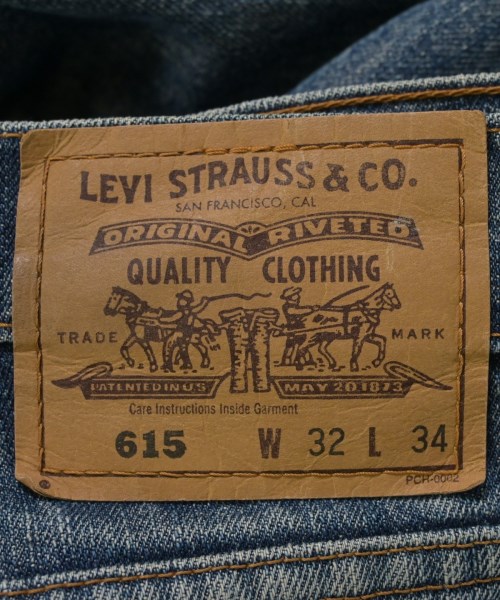 LEVI STRAUSS & CO.
SAN FRANCISCO, CAL
ORIGINAL RIVETED
QUALITY CLOTHING
TRADE MARK
PATENTED IN U.S. MAY 20 1873
Care Instructions Inside Garment
615 W 32 L 34
PCH-0002